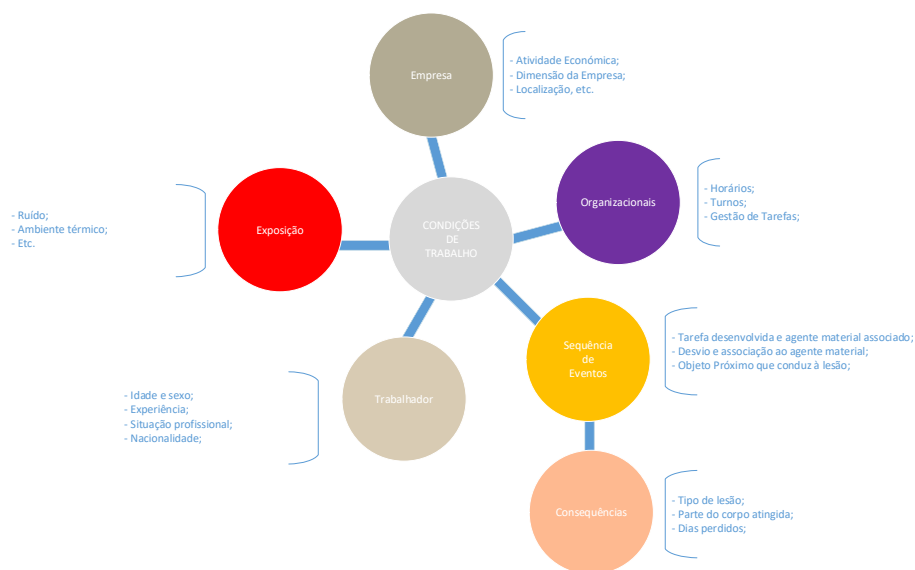 Empresa
- Atividade Económica;
- Dimensão da Empresa;
- Localização, etc.
Organizacionais
- Horários;
- Turnos;
- Gestão de Tarefas;
- Ruído;
- Ambiente térmico;
- Etc.
Exposição
CONDIÇÕES
DE
TRABALHO
Sequência
de
Eventos
- Tarefa desenvolvida e agente material associado;
- Desvio e associação ao agente material;
- Objeto Próximo que conduz à lesão;
- Idade e sexo;
- Experiência;
- Situação profissional;
- Nacionalidade;
Trabalhador
Consequências
- Tipo de lesão;
- Parte do corpo atingida;
- Dias perdidos;